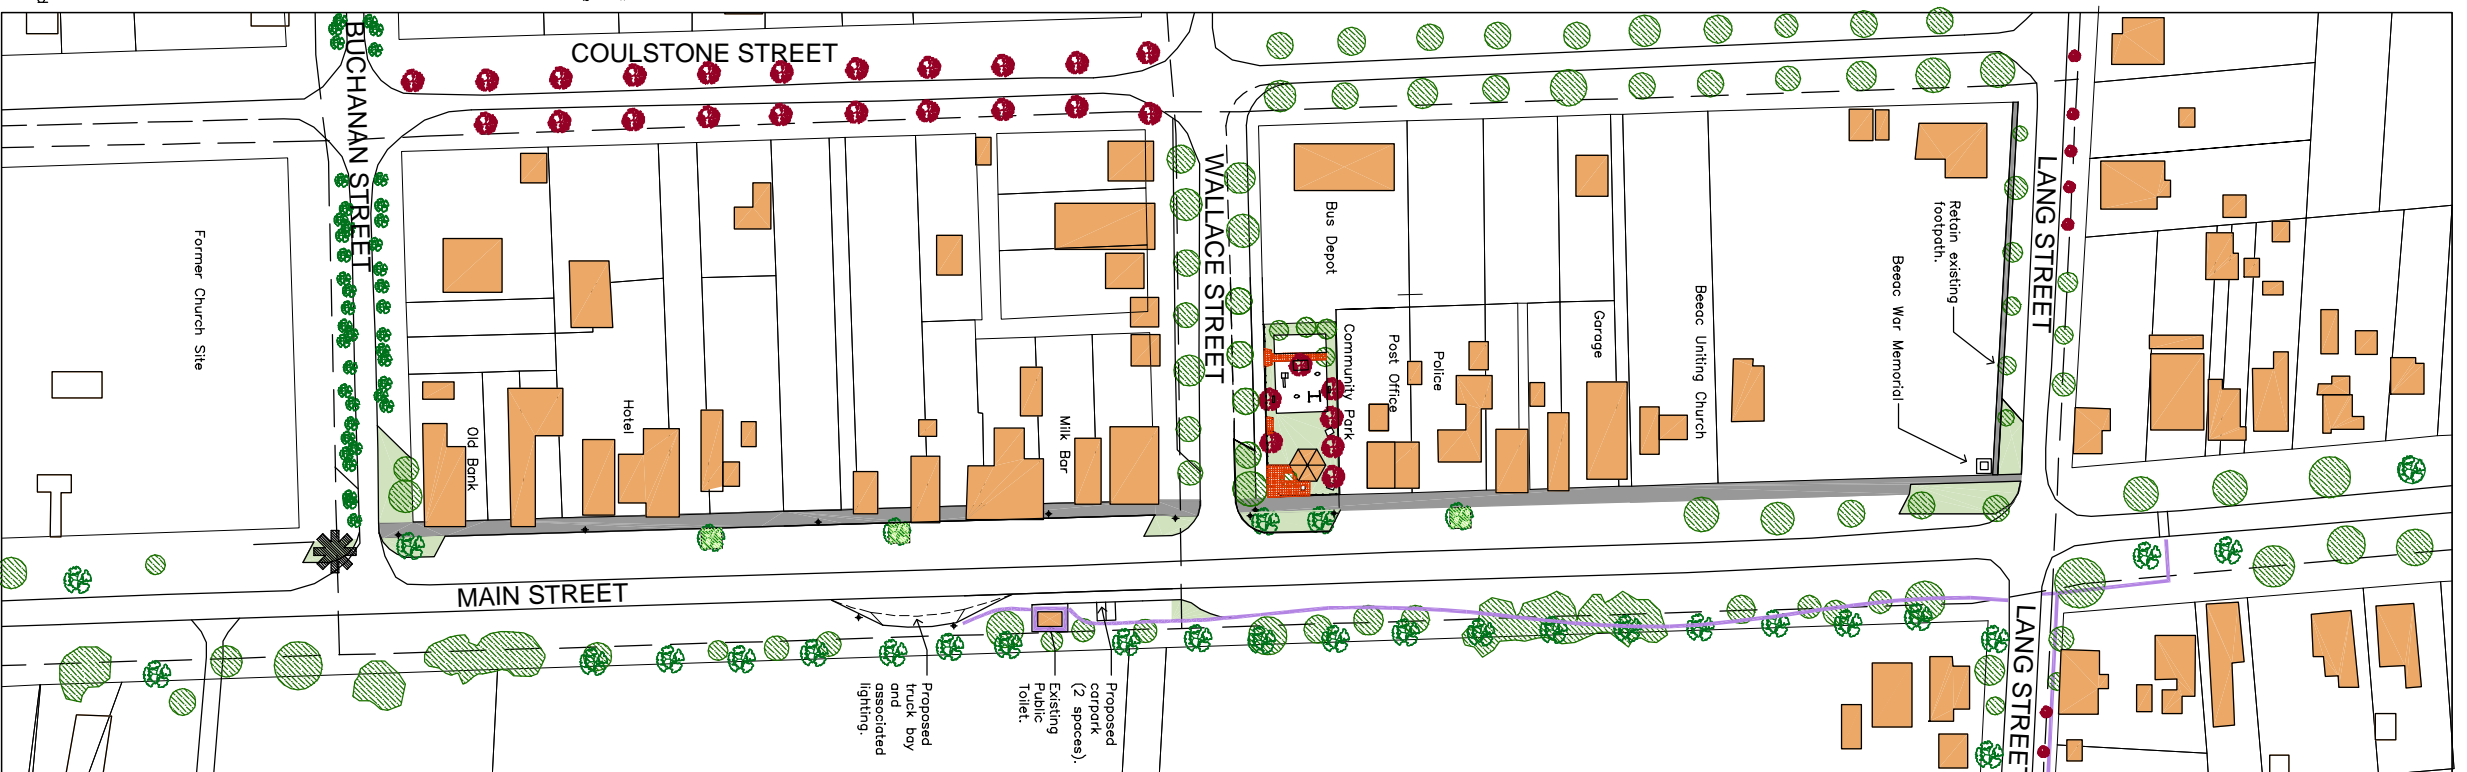 COULSTONE STREET
BUCHANAN STREET
WALLACE STREET
LANG STREET
Retain existing
footpath.
Beeac War Memorial
Bus Depot
Former Church Site
Community Park
Post Office
Police
Garage
Beeac Uniting Church
Old Bank
Hotel
Milk Bar
MAIN STREET
LANG STREET
Proposed
truck bay
and
associated
lighting.
Existing
Public
Toilet.
Proposed
carpark
(2 spaces).